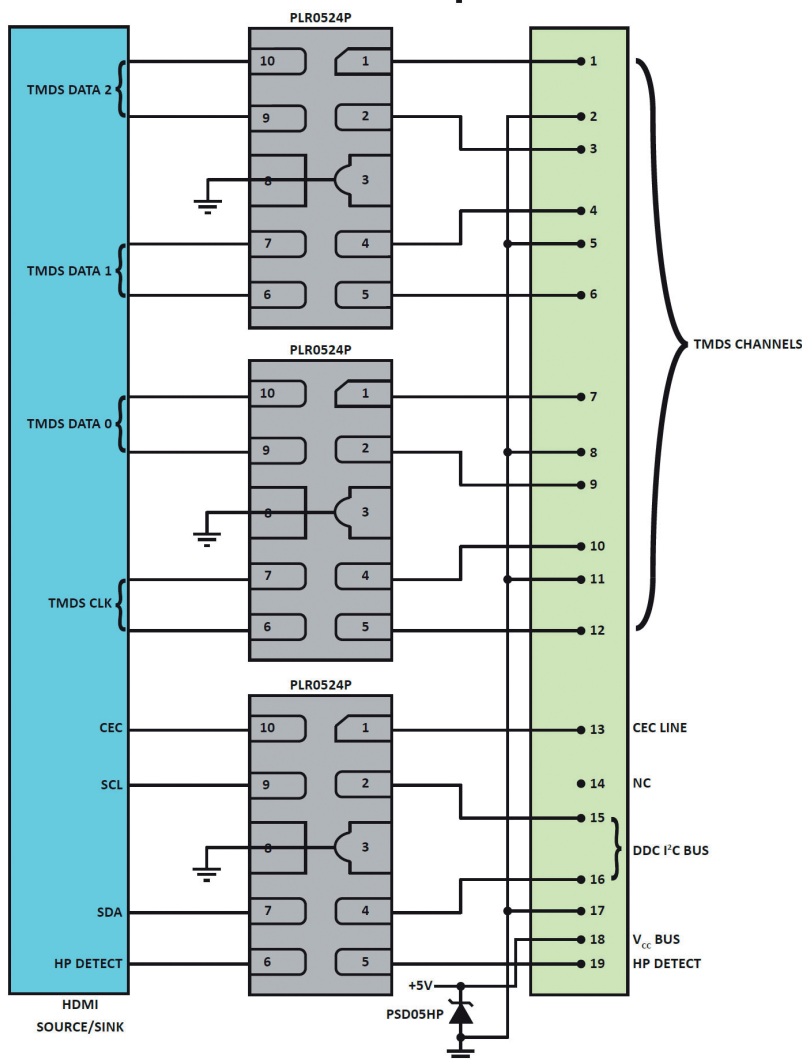 PLR0524P
10 1 1
TMDS DATA 2
9 2 2
3
8 3
4
7 4 5
TMDS DATA 1
6 5 6
TMDS CHANNELS
PLR0524P
10 1 7
TMDS DATA 0
9 2 8
9
8 3
10
7 4 11
TMDS CLK
6 5 12
PLR0524P
CEC 10 1 13 CEC LINE
SCL 9 2 14 NC
15
8 3 DDC I²C BUS
16
SDA 7 4 17
18 V_CC BUS
HP DETECT 6 5 19 HP DETECT
+5V
HDMI
SOURCE/SINK
PSD05HP